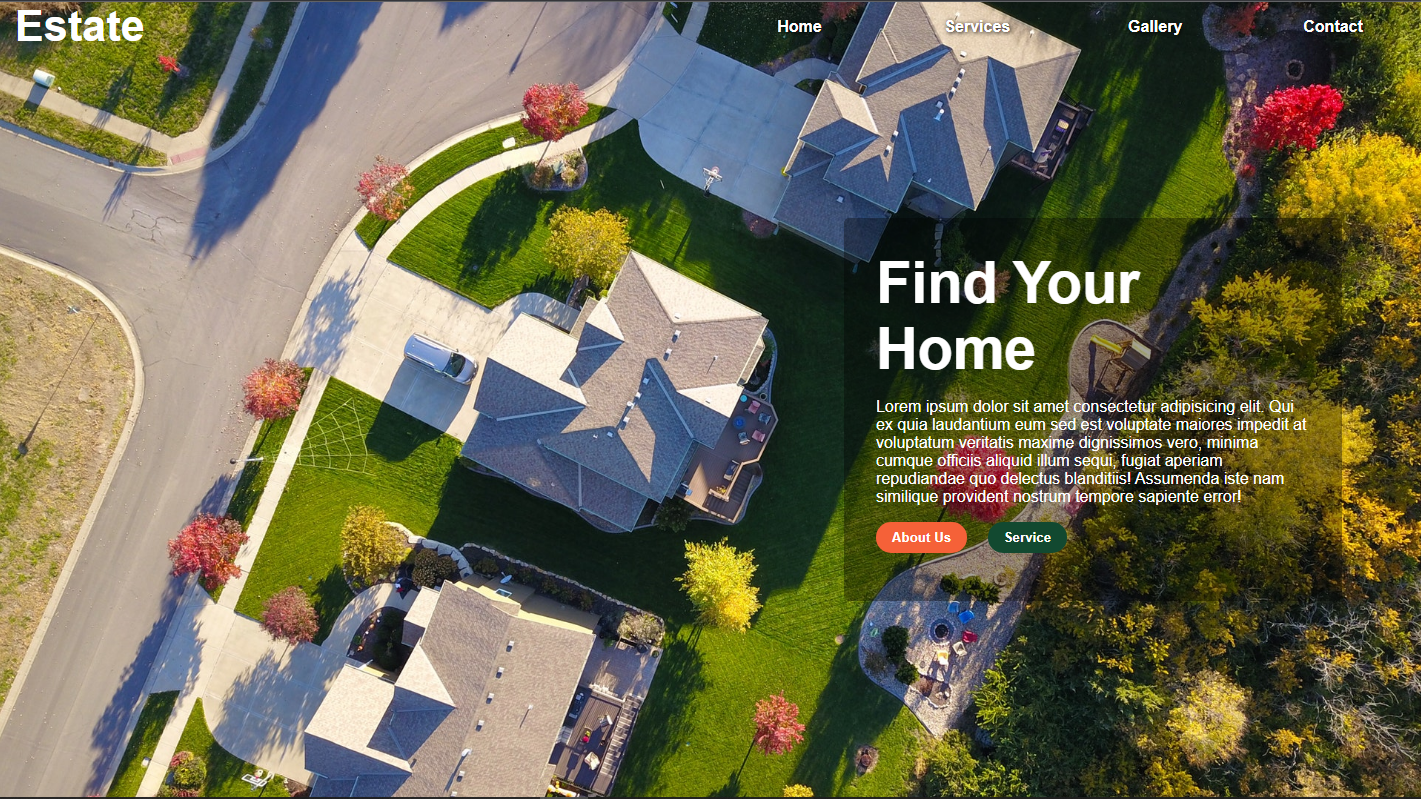 Estate
Home Services Gallery Contact
Find Your
Home
Lorem ipsum dolor sit amet consectetur adipisicing elit. Qui
ex quia laudantium eum sed est voluptate maiores impedit at
voluptatum veritatis maxime dignissimos vero, minima
cumque officiis aliquid illum sequi, fugiat aperiam
repudiandae quo delectus blanditiis! Assumenda iste nam
similique provident nostrum tempore sapiente error!
About Us Service